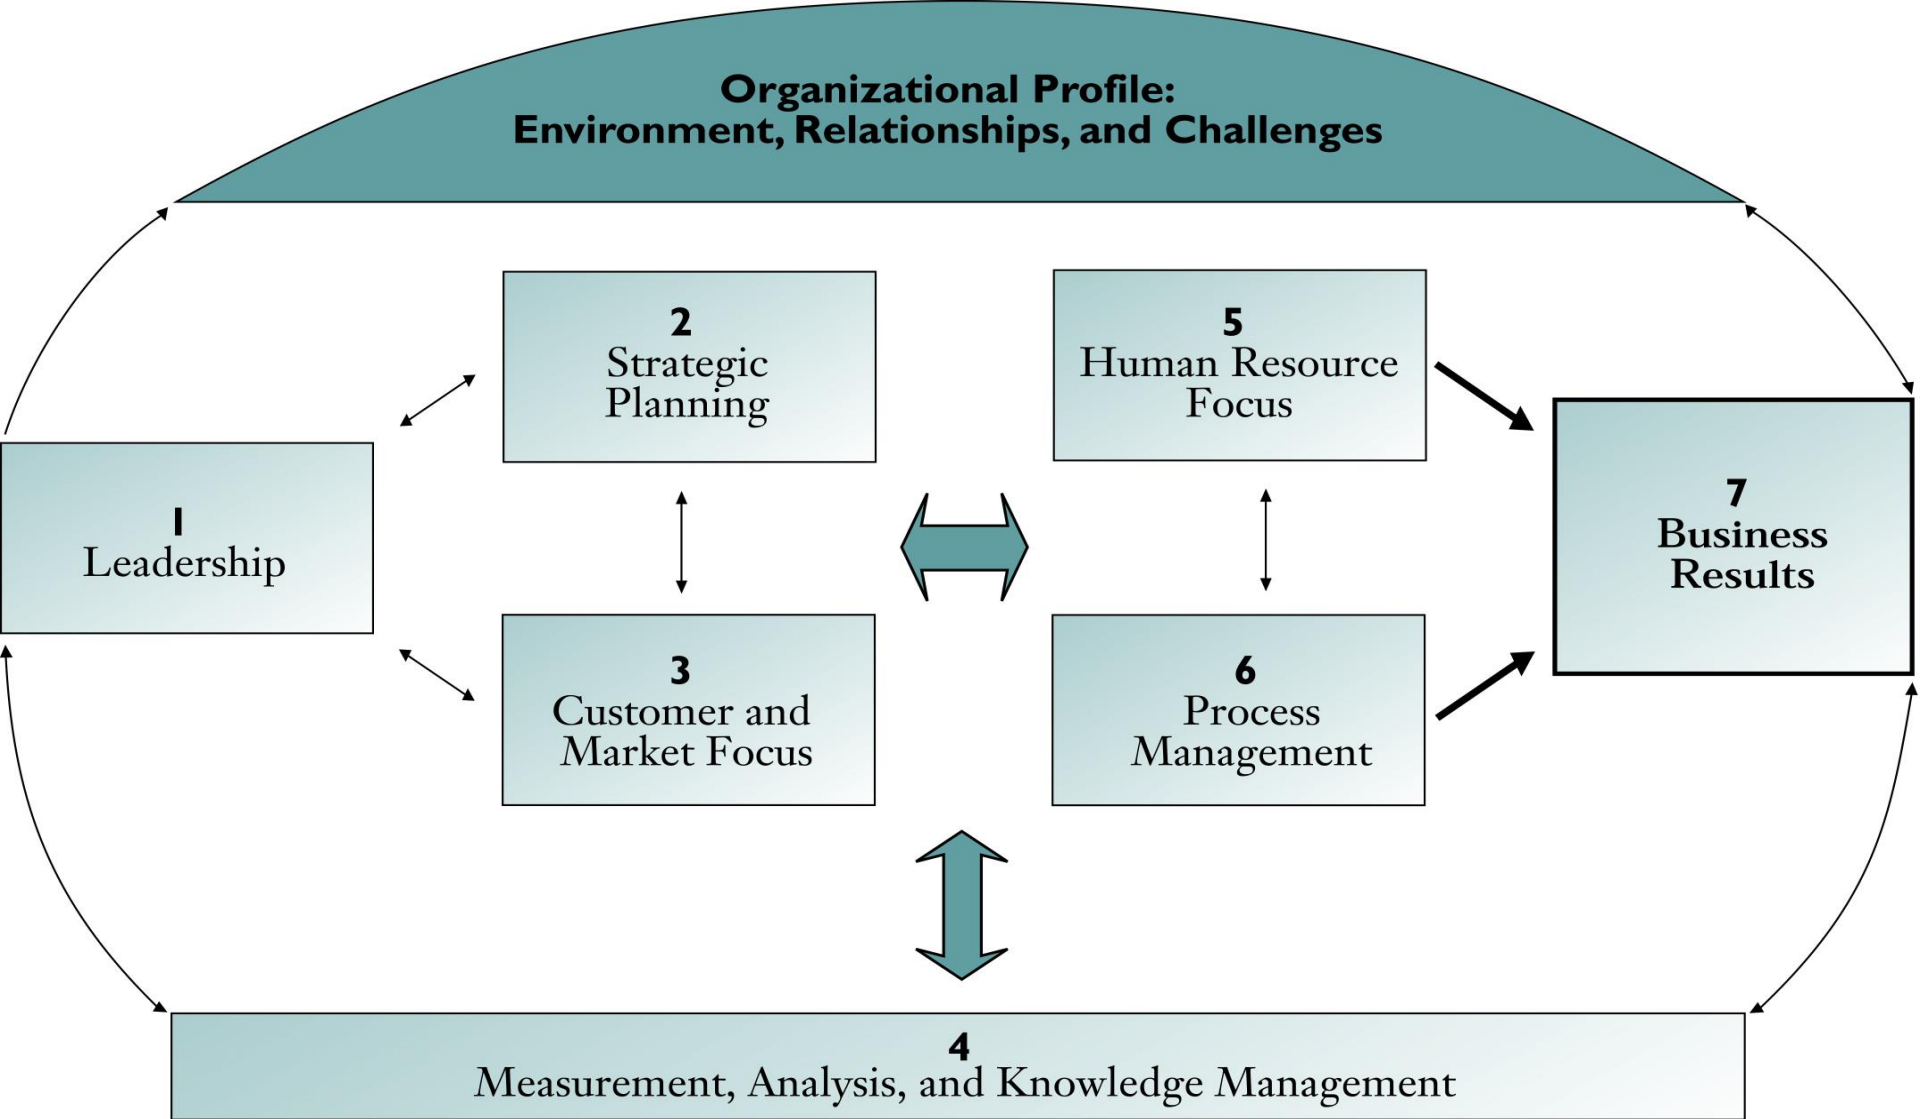 Organizational Profile:
Environment, Relationships, and Challenges
2
Strategic
Planning
5
Human Resource
Focus
1
Leadership
7
Business
Results
3
Customer and
Market Focus
6
Process
Management
4
Measurement, Analysis, and Knowledge Management